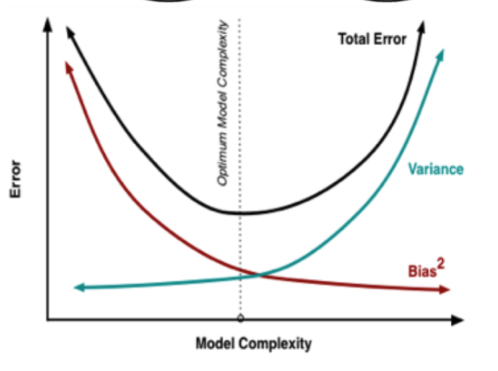 Total Error
Optimum Model Complexity
Error
Variance
Bias²
Model Complexity